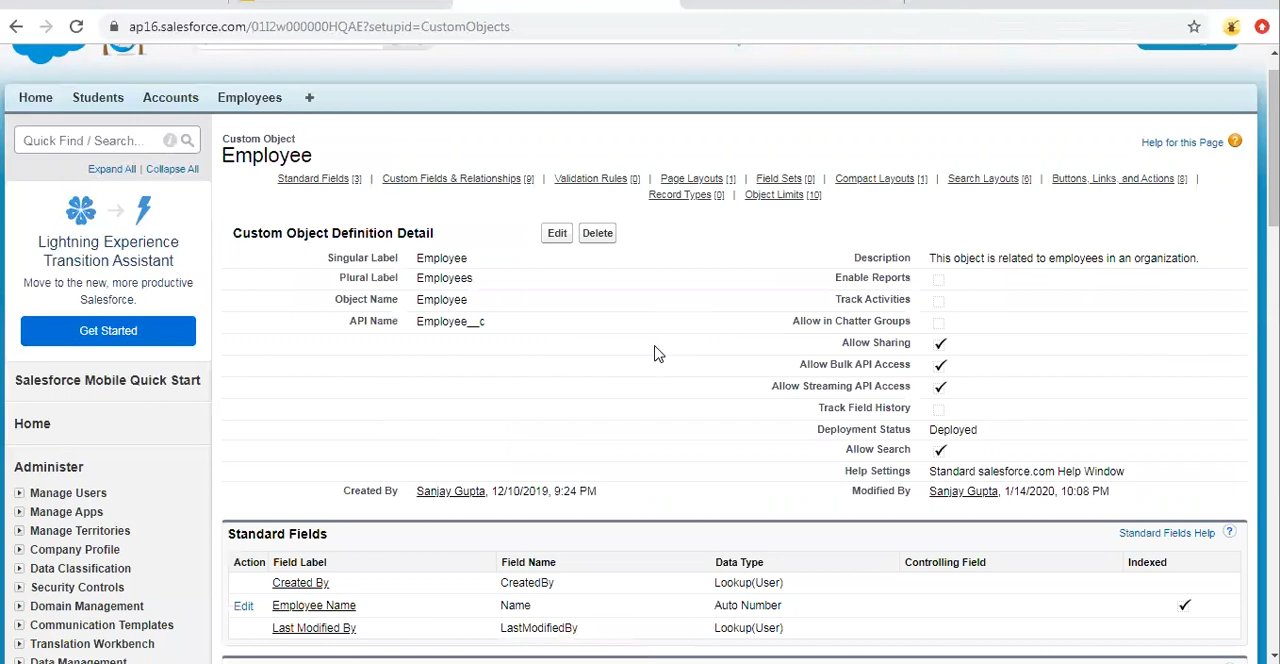 ap16.salesforce.com/01I2w000000HQAE?setupid=CustomObjects
Home Students Accounts Employees +
Quick Find / Search...
Expand All | Collapse All
Lightning Experience
Transition Assistant
Move to the new, more productive
Salesforce.
Get Started
Salesforce Mobile Quick Start
Home
Administer
Manage Users
Manage Apps
Manage Territories
Company Profile
Data Classification
Security Controls
Domain Management
Communication Templates
Translation Workbench
Data Management
Custom Object
Employee
Help for this Page
Standard Fields [3] | Custom Fields & Relationships [9] | Validation Rules [0] | Page Layouts [1] | Field Sets [0] | Compact Layouts [1] | Search Layouts [6] | Buttons, Links, and Actions [8] |
Record Types [0] | Object Limits [10]
Custom Object Definition Detail Edit Delete
Singular Label Employee Description This object is related to employees in an organization.
Plural Label Employees Enable Reports
Object Name Employee Track Activities
API Name Employee__c Allow in Chatter Groups
Allow Sharing ✓
Allow Bulk API Access ✓
Allow Streaming API Access ✓
Track Field History
Deployment Status Deployed
Allow Search ✓
Help Settings Standard salesforce.com Help Window
Created By Sanjay Gupta, 12/10/2019, 9:24 PM Modified By Sanjay Gupta, 1/14/2020, 10:08 PM
Standard Fields Standard Fields Help ?
Action Field Label Field Name Data Type Controlling Field Indexed
Created By CreatedBy Lookup(User)
Edit Employee Name Name Auto Number ✓
Last Modified By LastModifiedBy Lookup(User)